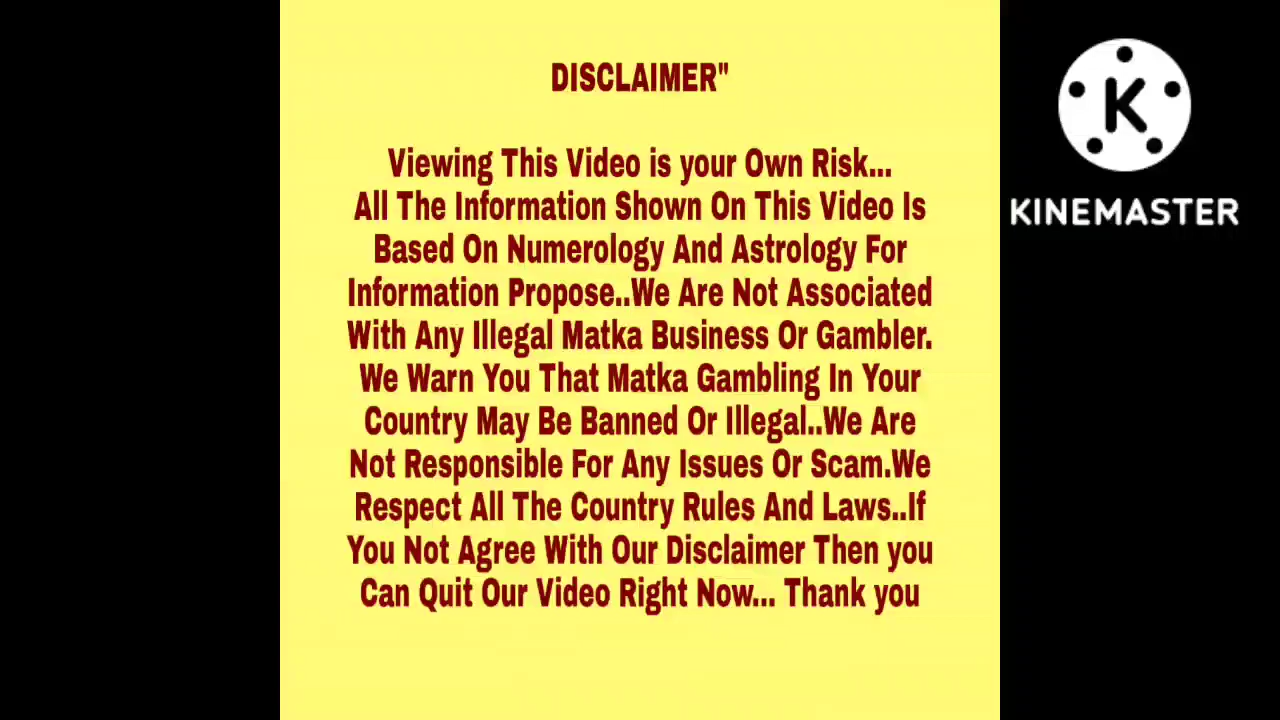 DISCLAIMER"
Viewing This Video is your Own Risk...
All The Information Shown On This Video Is
Based On Numerology And Astrology For
Information Propose..We Are Not Associated
With Any Illegal Matka Business Or Gambler.
We Warn You That Matka Gambling In Your
Country May Be Banned Or Illegal..We Are
Not Responsible For Any Issues Or Scam.We
Respect All The Country Rules And Laws..If
You Not Agree With Our Disclaimer Then you
Can Quit Our Video Right Now... Thank you
K
KINEMASTER